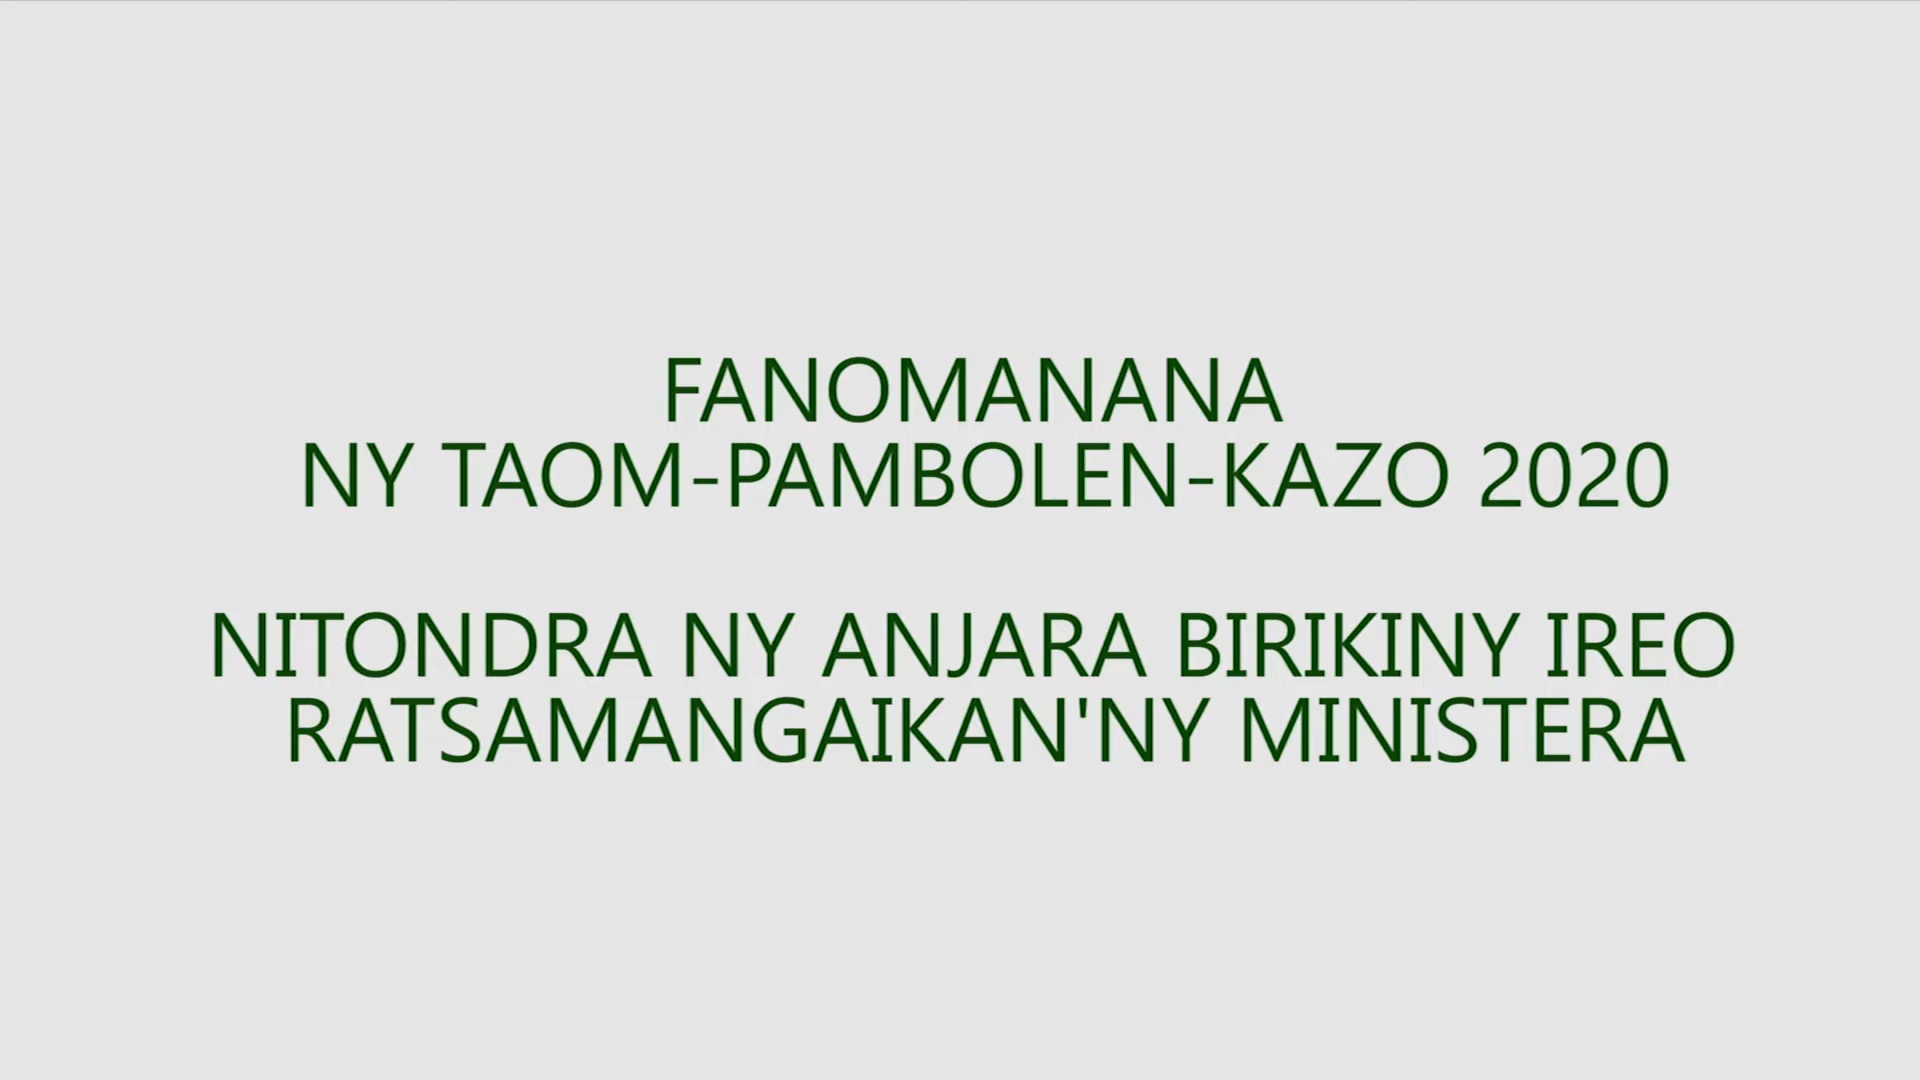 FANOMANANA
NY TAOM-PAMBOLEN-KAZO 2020
NITONDRA NY ANJARA BIRIKINY IREO
RATSAMANGAIKAN'NY MINISTERA